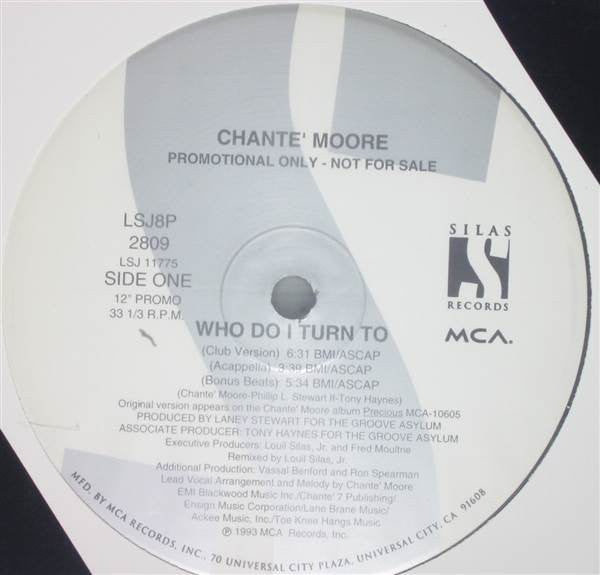 CHANTE' MOORE
PROMOTIONAL ONLY - NOT FOR SALE
LSJ8P
2809
LSJ 11775
SIDE ONE
12" PROMO
33 1/3 R.P.M.
SILAS
S
RECORDS
MCA.
WHO DO I TURN TO
(Club Version) 6:31 BMI/ASCAP
(Acappella) 3:39 BMI/ASCAP
(Bonus Beats) 5:34 BMI/ASCAP
(Chante' Moore-Phillip L. Stewart II-Tony Haynes)
Original version appears on the Chante' Moore album Precious MCA-10605
PRODUCED BY LANEY STEWART FOR THE GROOVE ASYLUM
ASSOCIATE PRODUCER: TONY HAYNES FOR THE GROOVE ASYLUM
Executive Producers: Louil Silas, Jr. and Fred Moultrie
Remixed by Louil Silas, Jr.
Additional Production: Vassal Benford and Ron Spearman
Lead Vocal Arrangement and Melody by Chante' Moore
EMI Blackwood Music Inc./Chante' 7 Publishing/
Ensign Music Corporation/Lane Brane Music/
Ackee Music, Inc./Toe Knee Hangs Music
℗ 1993 MCA Records, Inc.
MFD. BY MCA RECORDS, INC., 70 UNIVERSAL CITY PLAZA, UNIVERSAL CITY, CA 91608